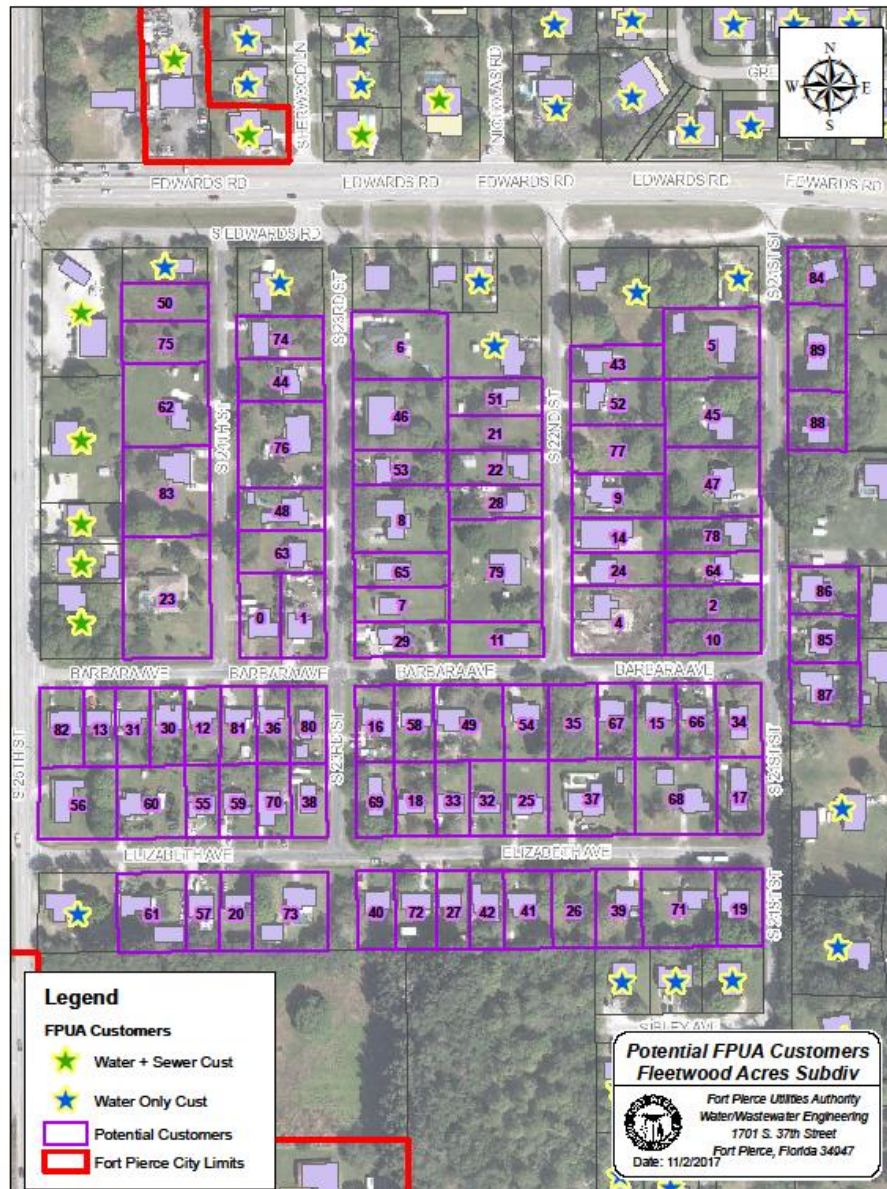 GRE
N
W E
S
SHERWOOD LN
NICHOLAS RD
EDWARDS RD EDWARDS RD EDWARDS RD EDWARDS RD EDWARDS RD
S EDWARDS RD
S 21ST ST
S 23RD ST
S 24TH ST
S 22ND ST
84
50
75 74 6 5
43 89
62 44 46 51 52 45 88
21
76 77
83 53 22 9 47
48 8 28
63 14 78
65 79 24 64
23 7 4 2 86
0 1 29 11 10 85
BARBARA AVE BARBARA AVE BARBARA AVE BARBARA AVE
87
82 13 31 30 12 81 36 80 16 58 49 54 35 67 15 66 34
S 25TH ST
S 23RD ST
S 21ST ST
56 60 55 59 70 38 69 18 33 32 25 37 68 17
ELIZABETH AVE ELIZABETH AVE
S 21ST ST
61 57 20 73 40 72 27 42 41 26 39 71 19
SIBLEY AVE
Legend
FPUA Customers
Water + Sewer Cust
Water Only Cust
Potential Customers
Fort Pierce City Limits
Potential FPUA Customers
Fleetwood Acres Subdiv
Fort Pierce Utilities Authority
Water/Wastewater Engineering
1701 S. 37th Street
Fort Pierce, Florida 34947
Date: 11/2/2017